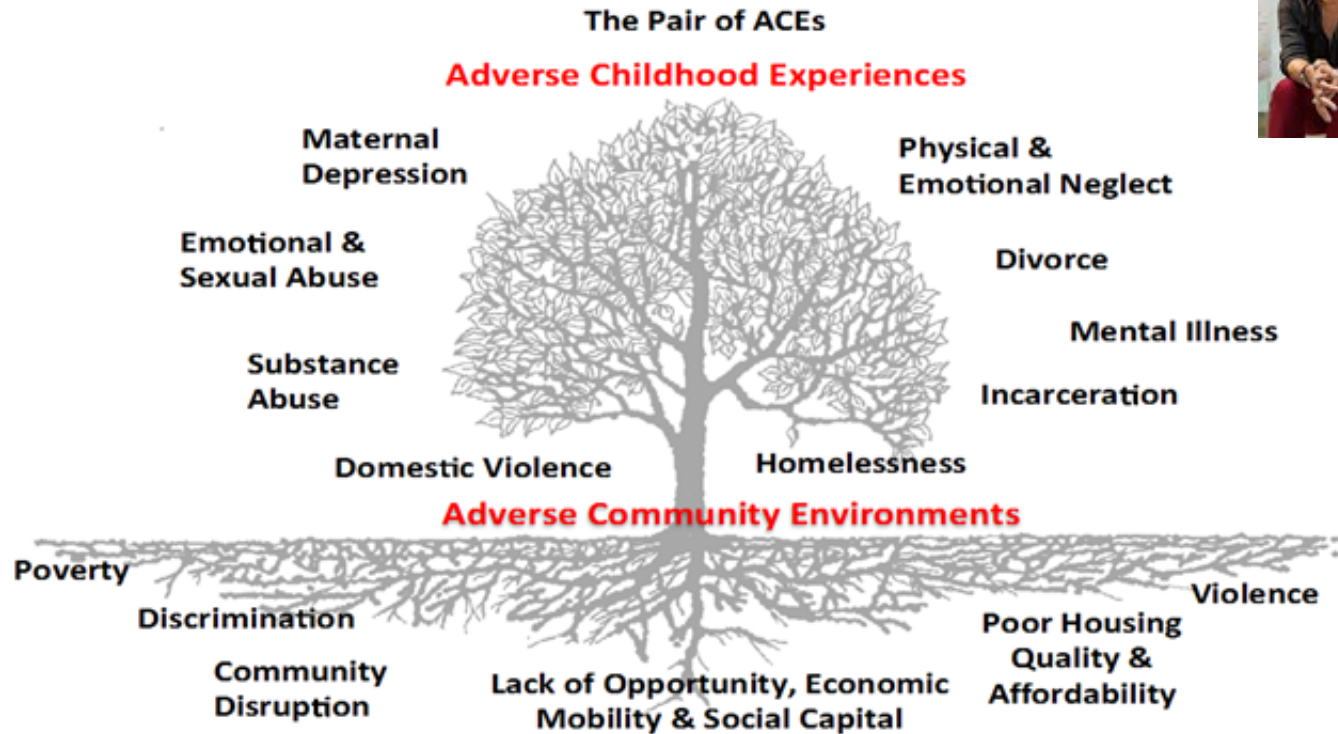 The Pair of ACEs
Adverse Childhood Experiences
Maternal
Depression
Physical &
Emotional Neglect
Emotional &
Sexual Abuse
Divorce
Mental Illness
Substance
Abuse
Incarceration
Domestic Violence
Homelessness
Adverse Community Environments
Poverty
Violence
Discrimination
Poor Housing
Quality &
Affordability
Community
Disruption
Lack of Opportunity, Economic
Mobility & Social Capital